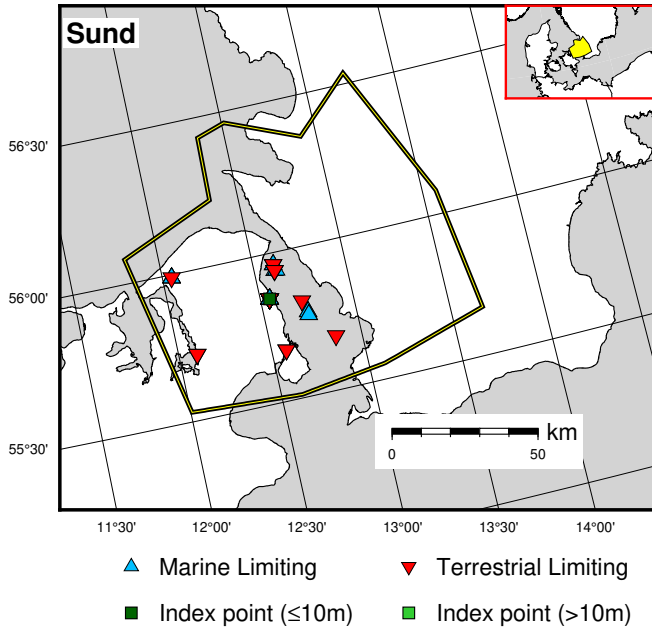 Sund
56°30'
56°00'
55°30'
km
0
50
11°30'
12°00'
12°30'
13°00'
13°30'
14°00'
Marine Limiting
Terrestrial Limiting
Index point (≤10m)
Index point (>10m)